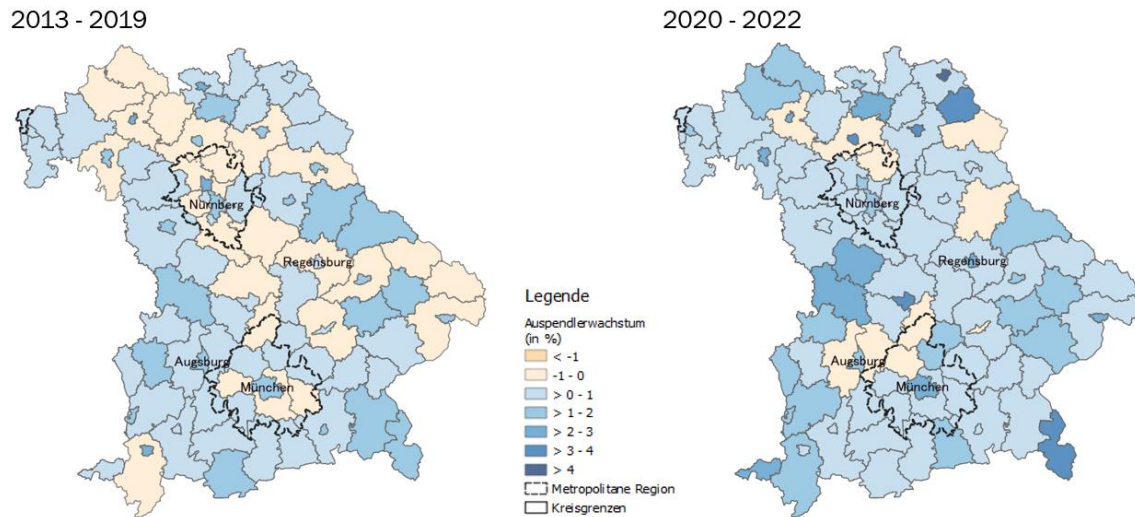 2013 - 2019
2020 - 2022
Nürnberg
Regensburg
Augsburg
München
Legende
Auspendlerwachstum
(in %)
< -1
-1 - 0
> 0 - 1
> 1 - 2
> 2 - 3
> 3 - 4
> 4
Metropolitane Region
Kreisgrenzen
Nürnberg
Regensburg
Augsburg
München